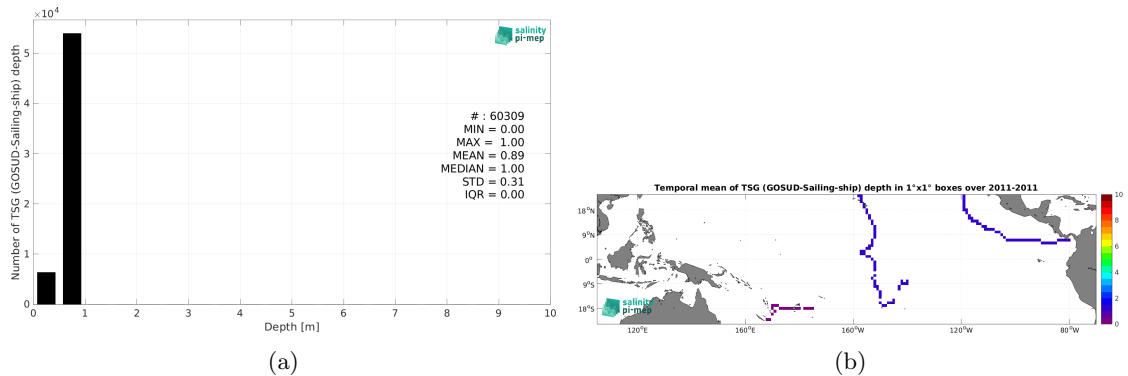 ×10⁴
5
4
3
2
1
0
Number of TSG (GOSUD-Sailing-ship) depth
salinity
pi-mep
# : 60309
MIN = 0.00
MAX = 1.00
MEAN = 0.89
MEDIAN = 1.00
STD = 0.31
IQR = 0.00
0 1 2 3 4 5 6 7 8 9 10
Depth [m]
(a)
Temporal mean of TSG (GOSUD-Sailing-ship) depth in 1°x1° boxes over 2011-2011
18°N
9°N
0°
9°S
18°S
salinity
pi-mep
120°E 160°E 160°W 120°W 80°W
10
8
6
4
2
0
(b)